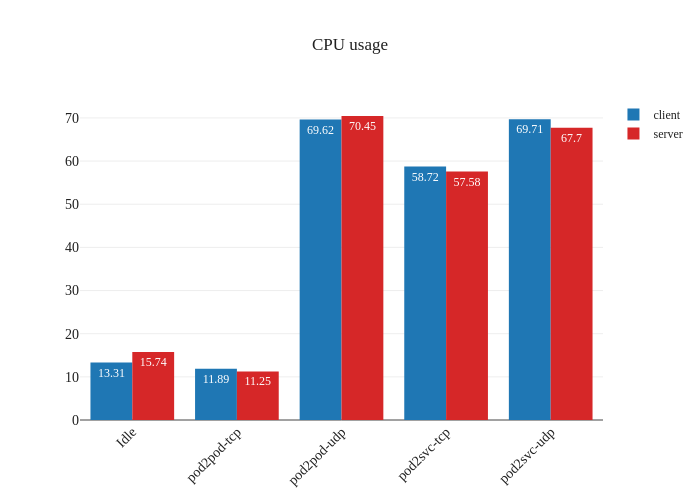 CPU usage
client
server
70
60
50
40
30
20
10
0
13.31
15.74
11.89
11.25
69.62
70.45
58.72
57.58
69.71
67.7
Idle
pod2pod-tcp
pod2pod-udp
pod2svc-tcp
pod2svc-udp